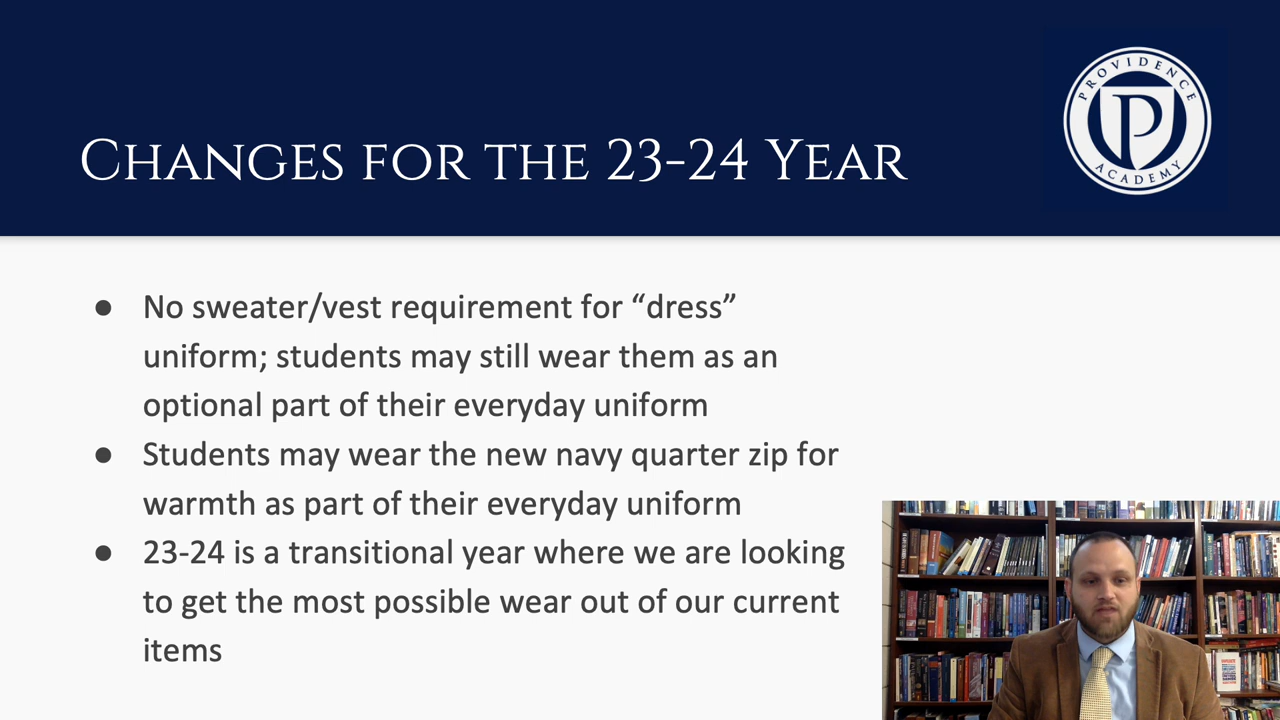 PROVIDENCE
P
ACADEMY
CHANGES FOR THE 23-24 YEAR
● No sweater/vest requirement for “dress”
uniform; students may still wear them as an
optional part of their everyday uniform
● Students may wear the new navy quarter zip for
warmth as part of their everyday uniform
● 23-24 is a transitional year where we are looking
to get the most possible wear out of our current
items